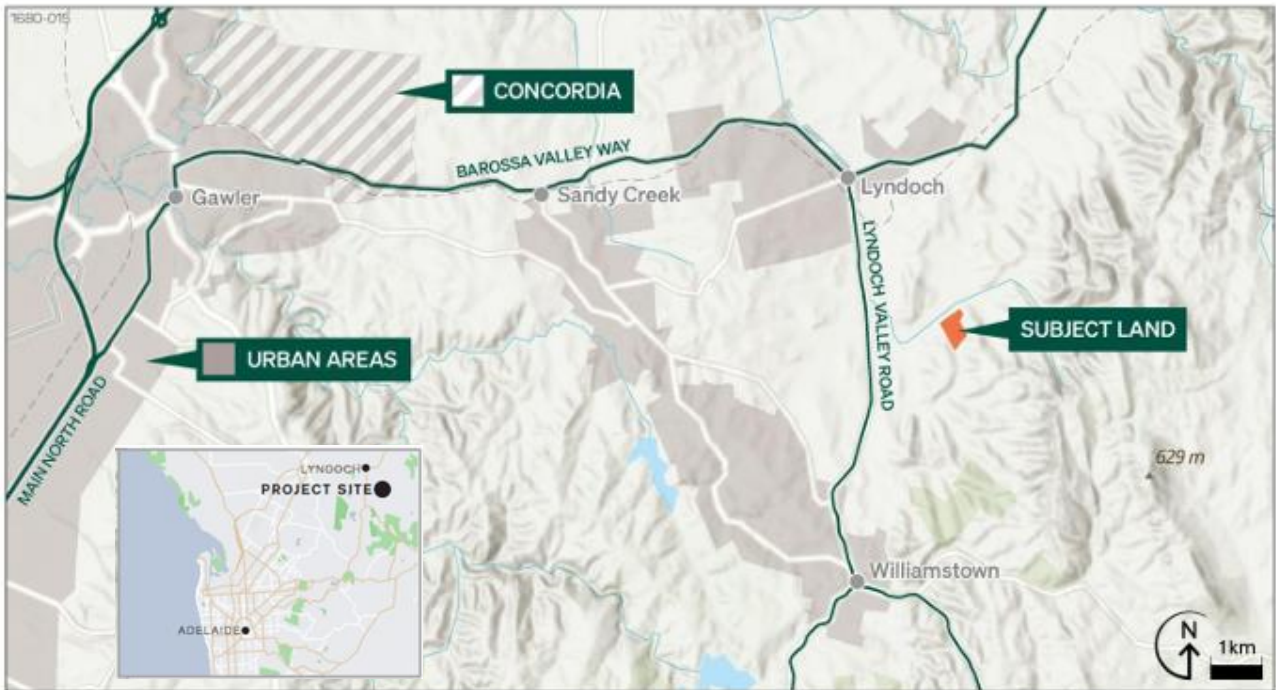 1680-015
CONCORDIA
BAROSSA VALLEY WAY
Gawler
Sandy Creek
Lyndoch
LYNDOCH VALLEY ROAD
SUBJECT LAND
URBAN AREAS
MAIN NORTH ROAD
629 m
LYNDOCH
PROJECT SITE
ADELAIDE
Williamstown
N
1km